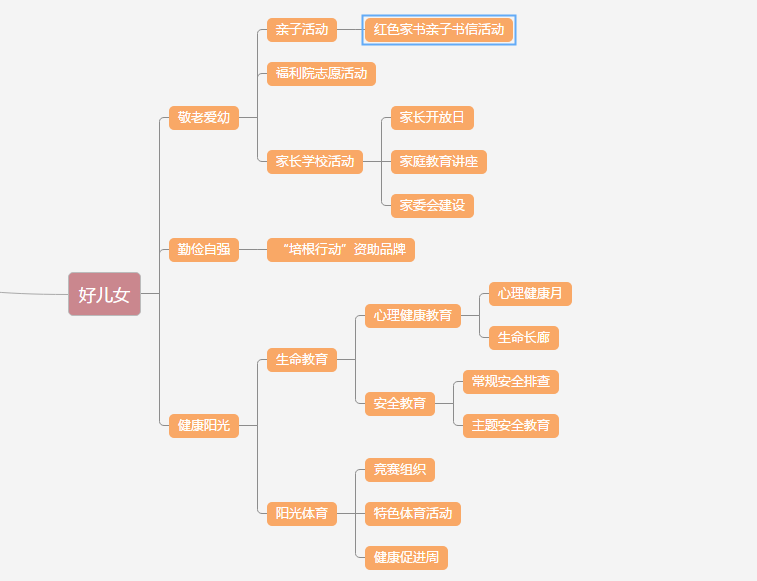 亲子活动
红色家书亲子书信活动
福利院志愿活动
敬老爱幼
家长开放日
家长学校活动
家庭教育讲座
家委会建设
勤俭自强
“培根行动”资助品牌
好儿女
心理健康月
心理健康教育
生命长廊
生命教育
常规安全排查
安全教育
主题安全教育
健康阳光
竞赛组织
阳光体育
特色体育活动
健康促进周